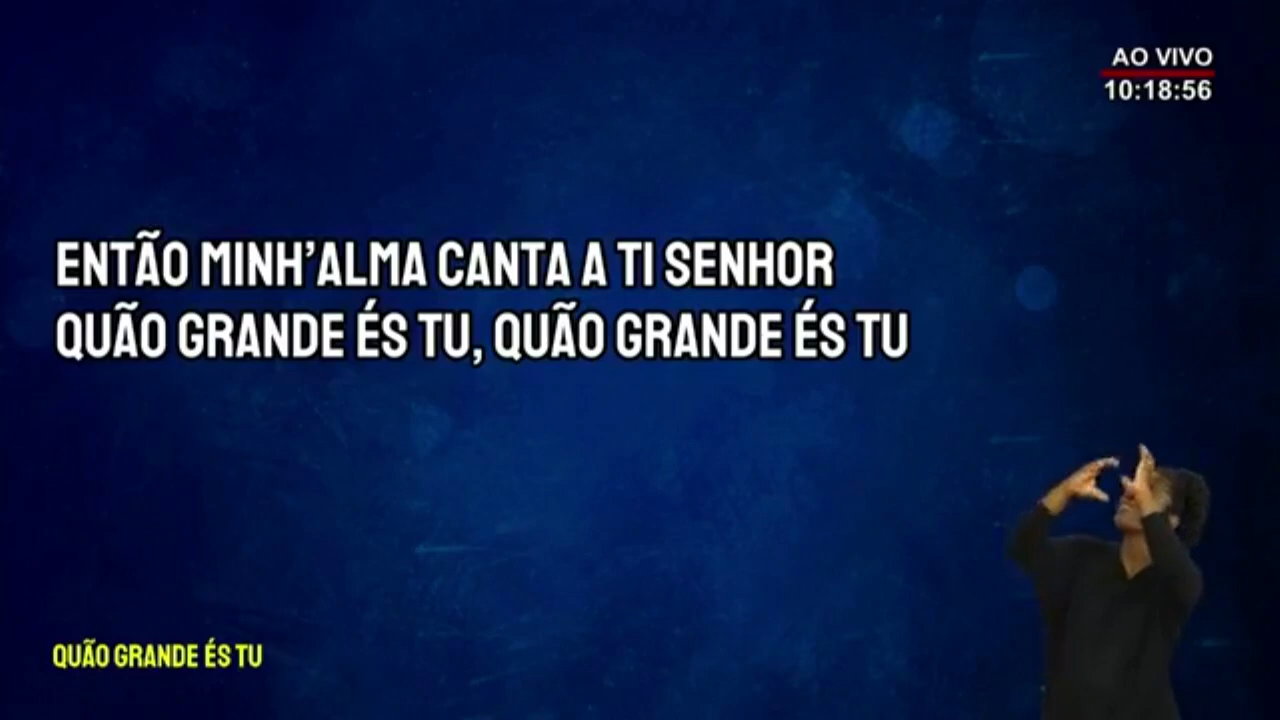 AO VIVO
10:18:56
ENTÃO MINH’ALMA CANTA A TI SENHOR
QUÃO GRANDE ÉS TU, QUÃO GRANDE ÉS TU
QUÃO GRANDE ÉS TU